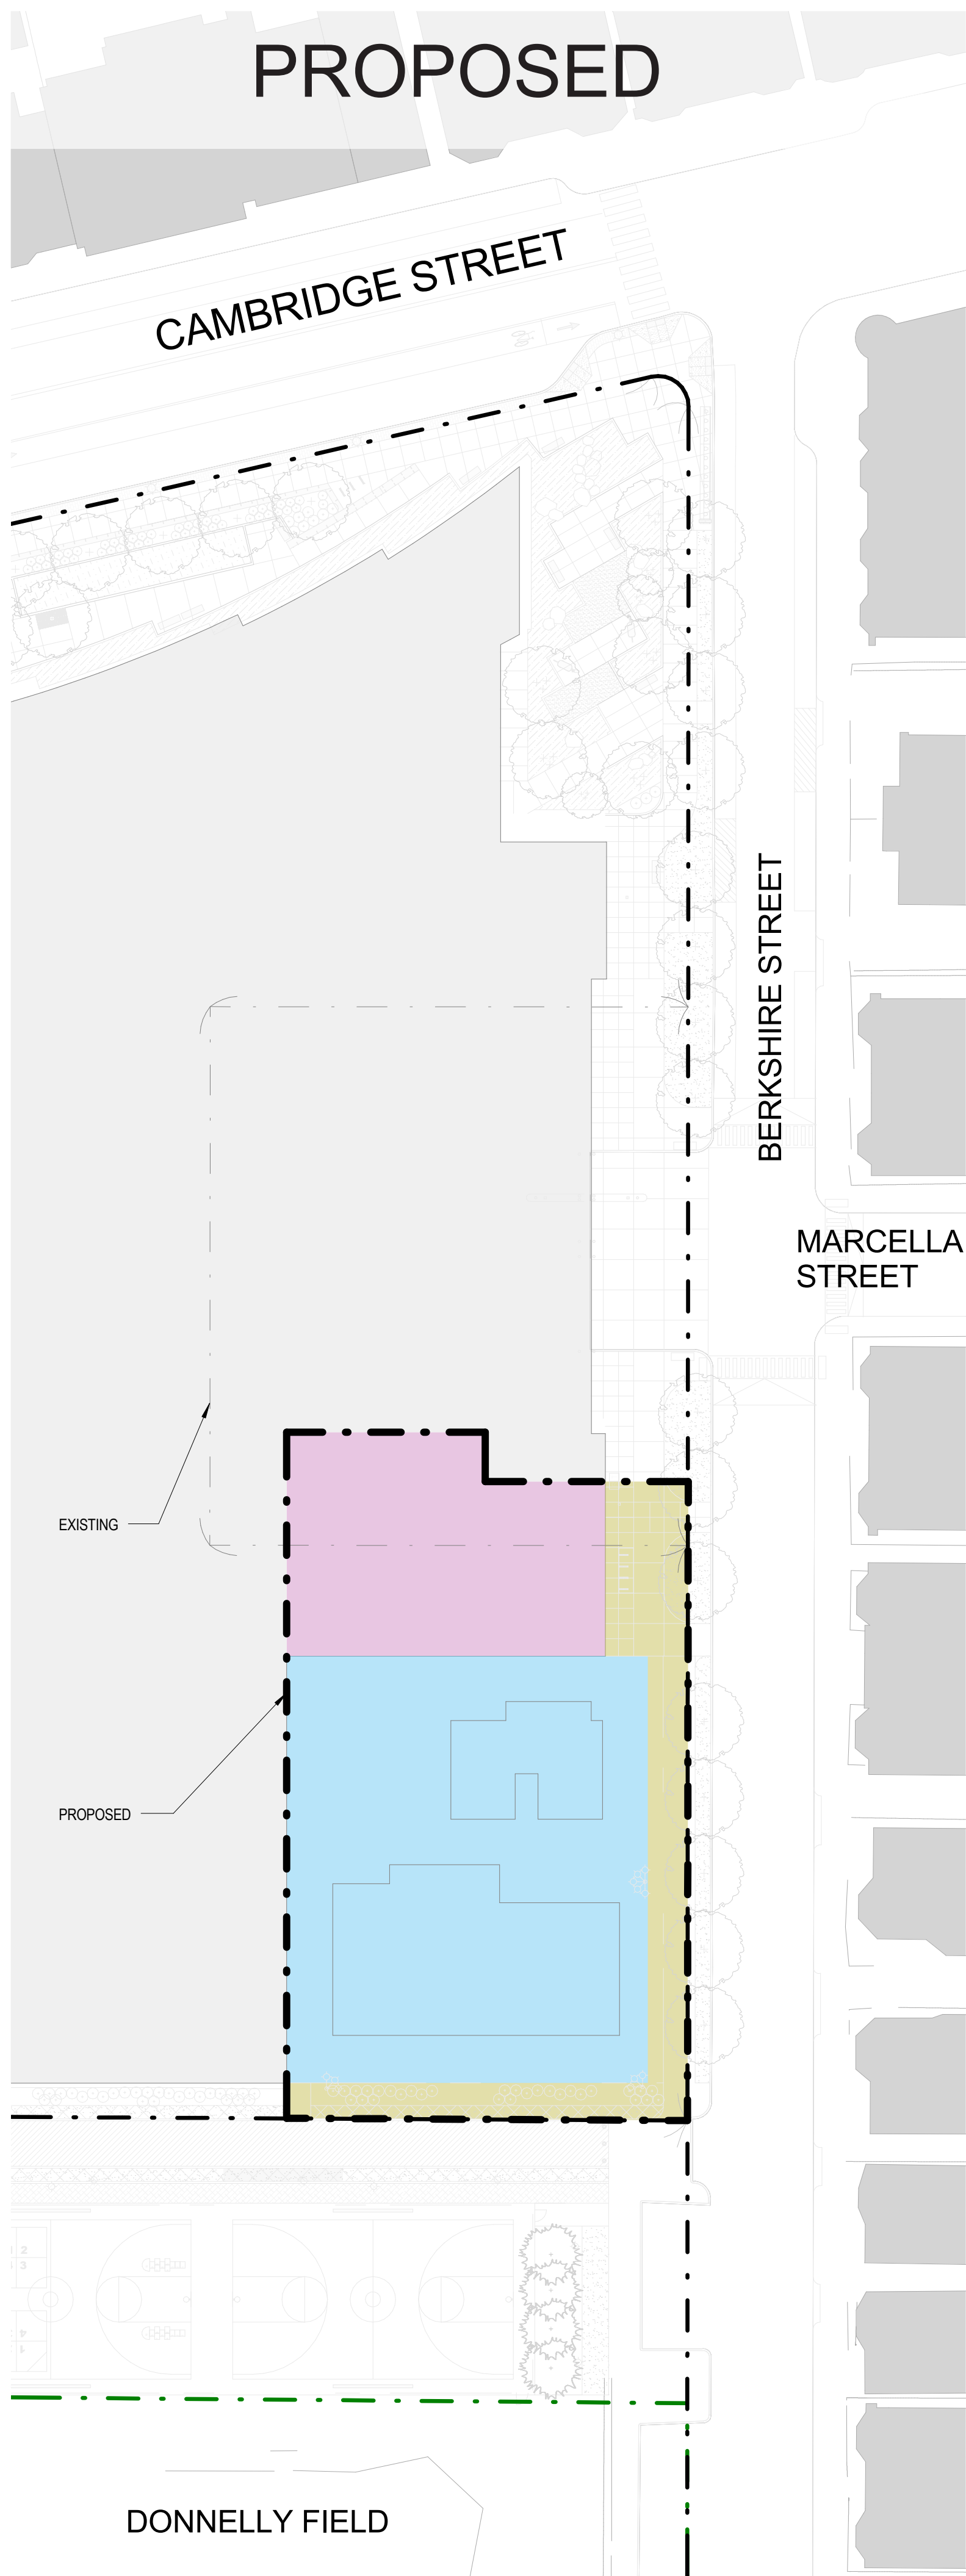 PROPOSED
CAMBRIDGE STREET
BERKSHIRE STREET
MARCELLA
STREET
EXISTING
PROPOSED
DONNELLY FIELD